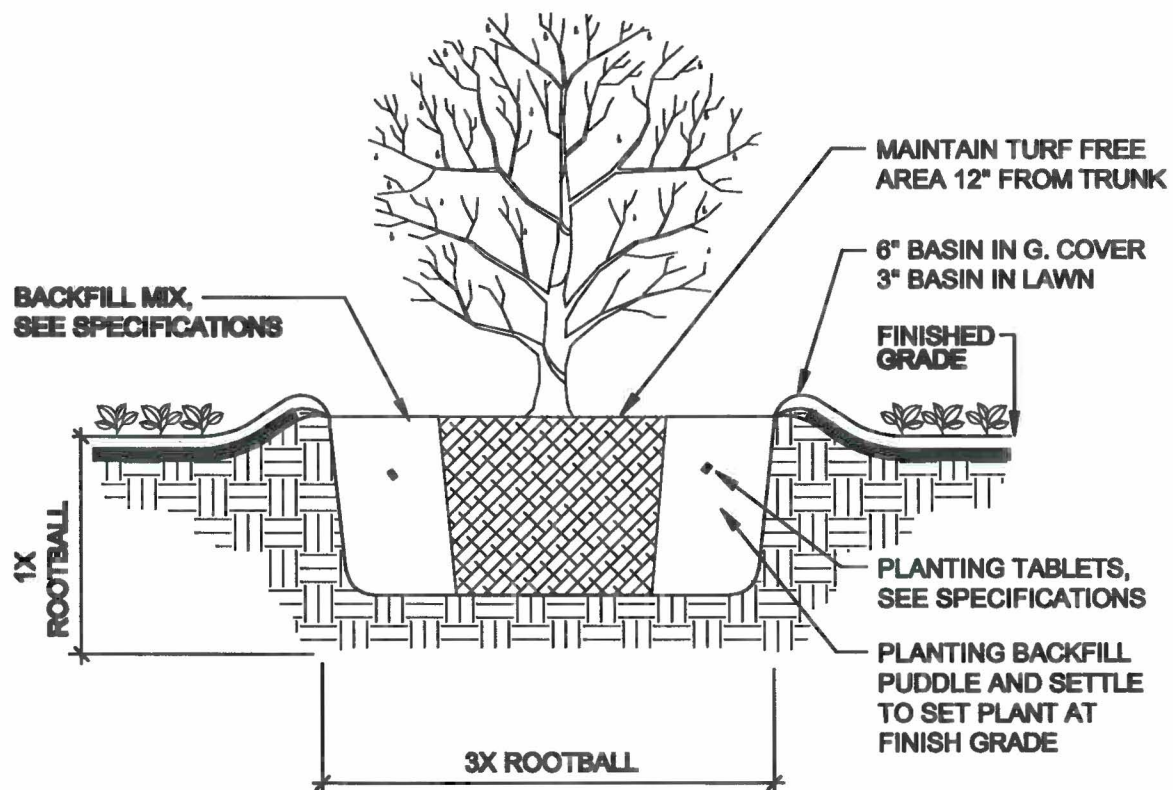 MAINTAIN TURF FREE
AREA 12" FROM TRUNK
6" BASIN IN G. COVER
3" BASIN IN LAWN
BACKFILL MIX,
SEE SPECIFICATIONS
FINISHED
GRADE
1X
ROOTBALL
PLANTING TABLETS,
SEE SPECIFICATIONS
PLANTING BACKFILL
PUDDLE AND SETTLE
TO SET PLANT AT
FINISH GRADE
3X ROOTBALL